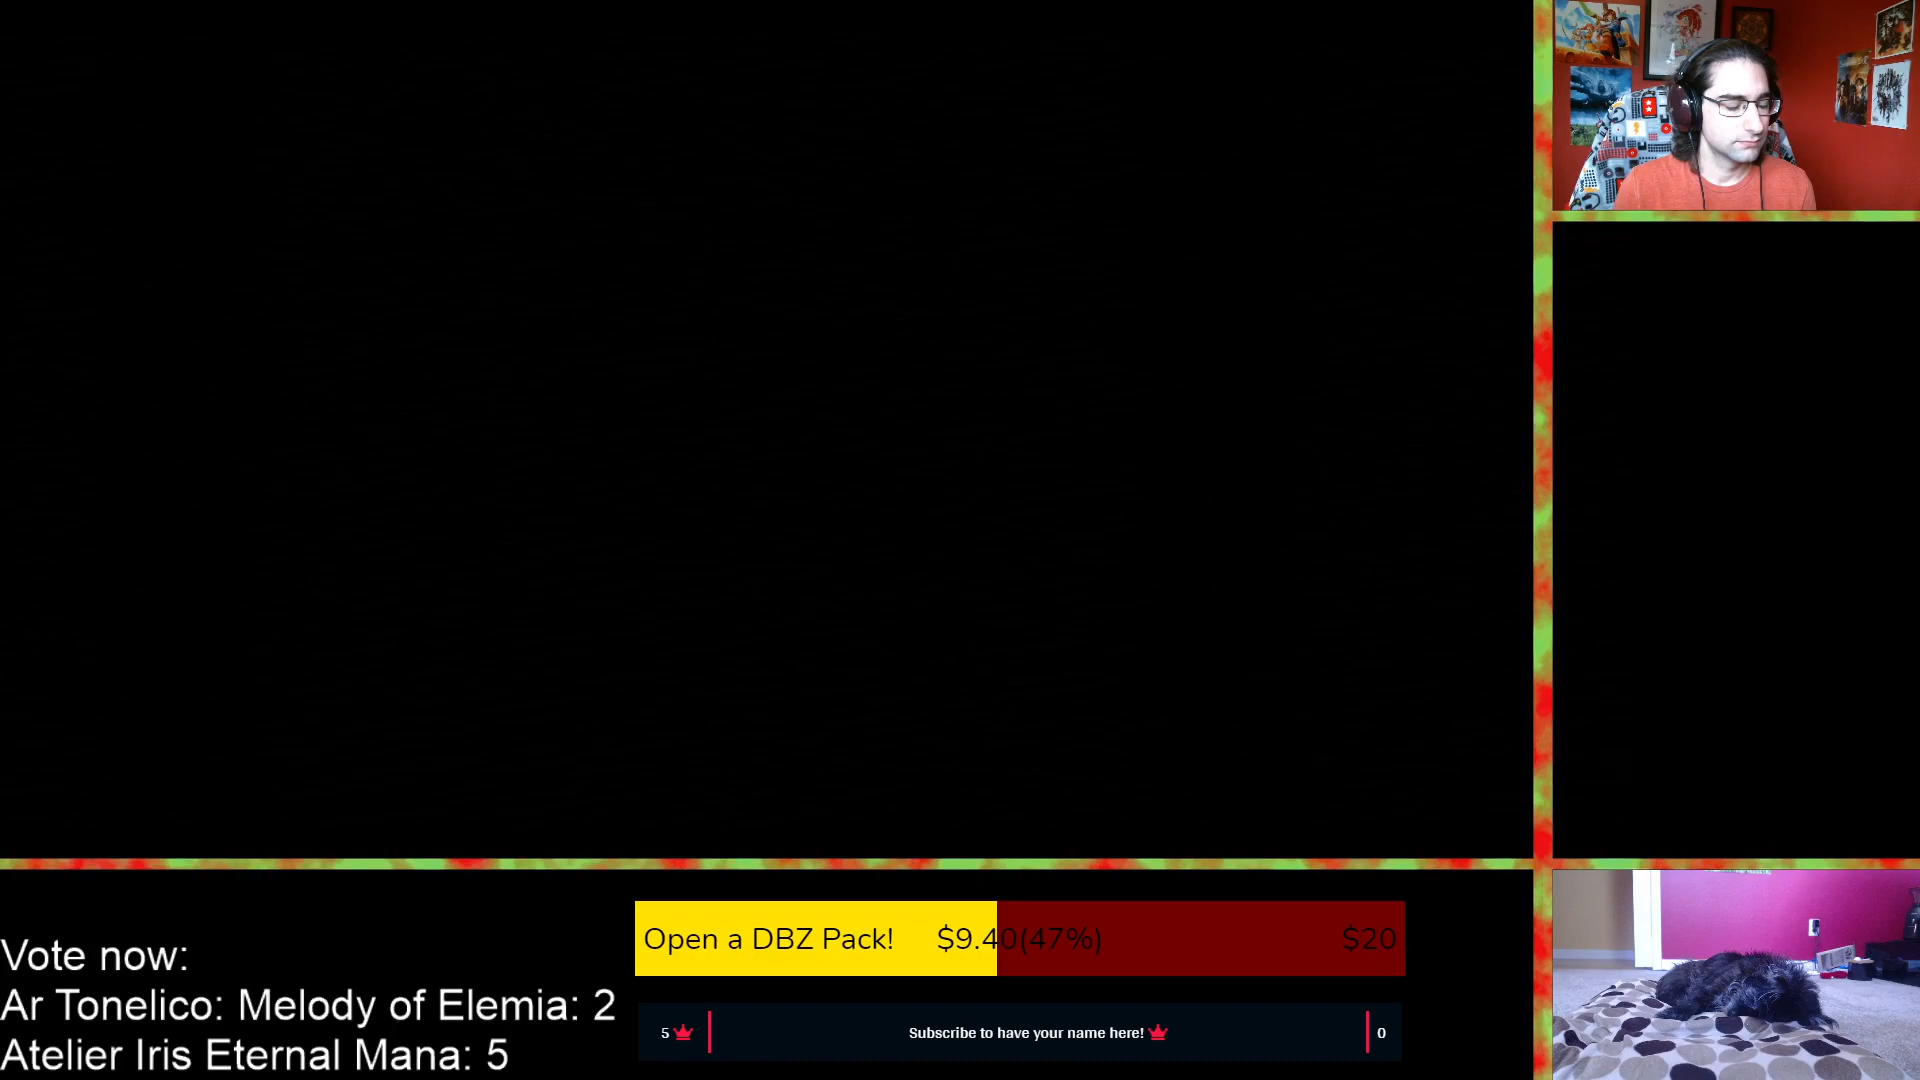 Open a DBZ Pack! $9.40(47%) $20
Vote now:
Ar Tonelico: Melody of Elemia: 2
Atelier Iris Eternal Mana: 5
5 Subscribe to have your name here! 0